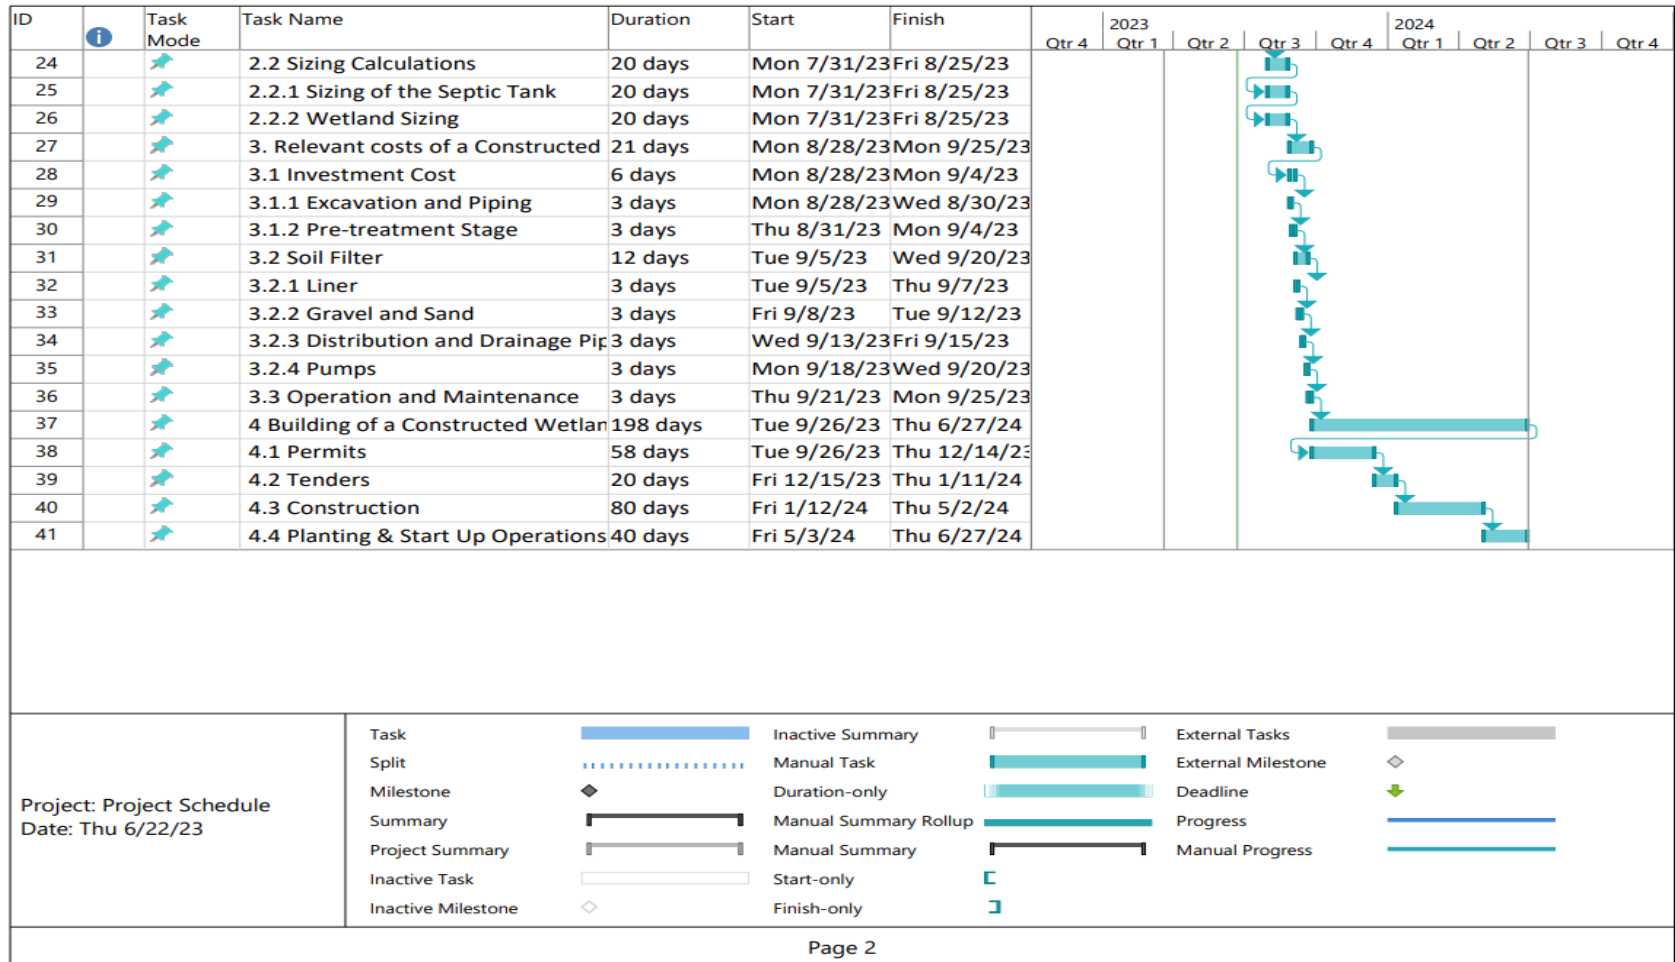 ID Task Mode Task Name Duration Start Finish
2023 2024
Qtr 4 Qtr 1 Qtr 2 Qtr 3 Qtr 4 Qtr 1 Qtr 2 Qtr 3 Qtr 4
24 2.2 Sizing Calculations 20 days Mon 7/31/23 Fri 8/25/23
25 2.2.1 Sizing of the Septic Tank 20 days Mon 7/31/23 Fri 8/25/23
26 2.2.2 Wetland Sizing 20 days Mon 7/31/23 Fri 8/25/23
27 3. Relevant costs of a Constructed 21 days Mon 8/28/23 Mon 9/25/23
28 3.1 Investment Cost 6 days Mon 8/28/23 Mon 9/4/23
29 3.1.1 Excavation and Piping 3 days Mon 8/28/23 Wed 8/30/23
30 3.1.2 Pre-treatment Stage 3 days Thu 8/31/23 Mon 9/4/23
31 3.2 Soil Filter 12 days Tue 9/5/23 Wed 9/20/23
32 3.2.1 Liner 3 days Tue 9/5/23 Thu 9/7/23
33 3.2.2 Gravel and Sand 3 days Fri 9/8/23 Tue 9/12/23
34 3.2.3 Distribution and Drainage Pip 3 days Wed 9/13/23 Fri 9/15/23
35 3.2.4 Pumps 3 days Mon 9/18/23 Wed 9/20/23
36 3.3 Operation and Maintenance 3 days Thu 9/21/23 Mon 9/25/23
37 4 Building of a Constructed Wetlan 198 days Tue 9/26/23 Thu 6/27/24
38 4.1 Permits 58 days Tue 9/26/23 Thu 12/14/23
39 4.2 Tenders 20 days Fri 12/15/23 Thu 1/11/24
40 4.3 Construction 80 days Fri 1/12/24 Thu 5/2/24
41 4.4 Planting & Start Up Operations 40 days Fri 5/3/24 Thu 6/27/24
Project: Project Schedule
Date: Thu 6/22/23
Task
Split
Milestone
Summary
Project Summary
Inactive Task
Inactive Milestone
Inactive Summary
Manual Task
Duration-only
Manual Summary Rollup
Manual Summary
Start-only
Finish-only
External Tasks
External Milestone
Deadline
Progress
Manual Progress
Page 2